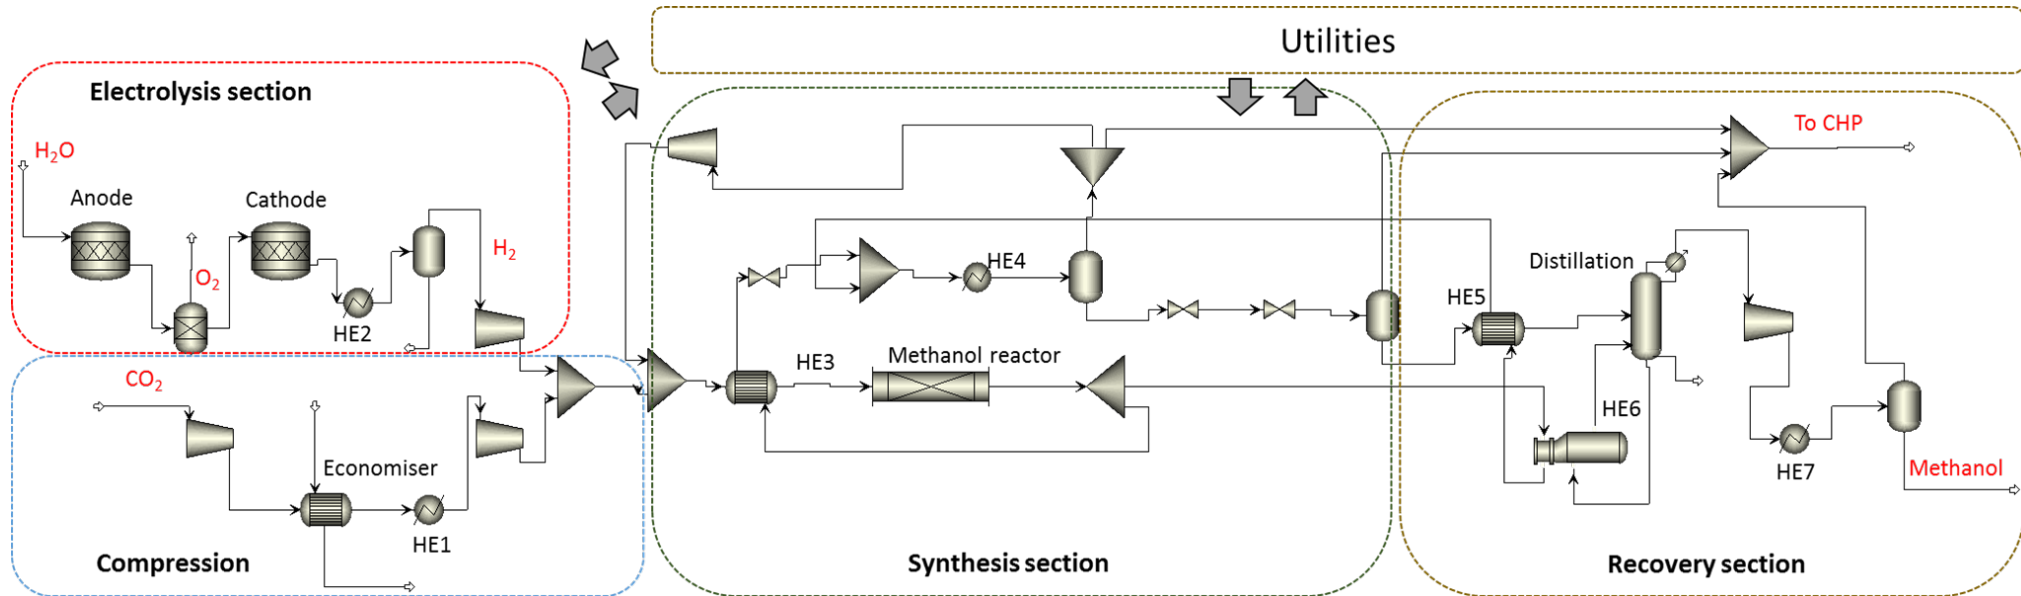 Utilities
Electrolysis section
H₂O
Anode
Cathode
O₂
H₂
HE2
CO₂
Economiser
HE1
Compression
HE4
HE3
Methanol reactor
Synthesis section
To CHP
Distillation
HE5
HE6
HE7
Methanol
Recovery section